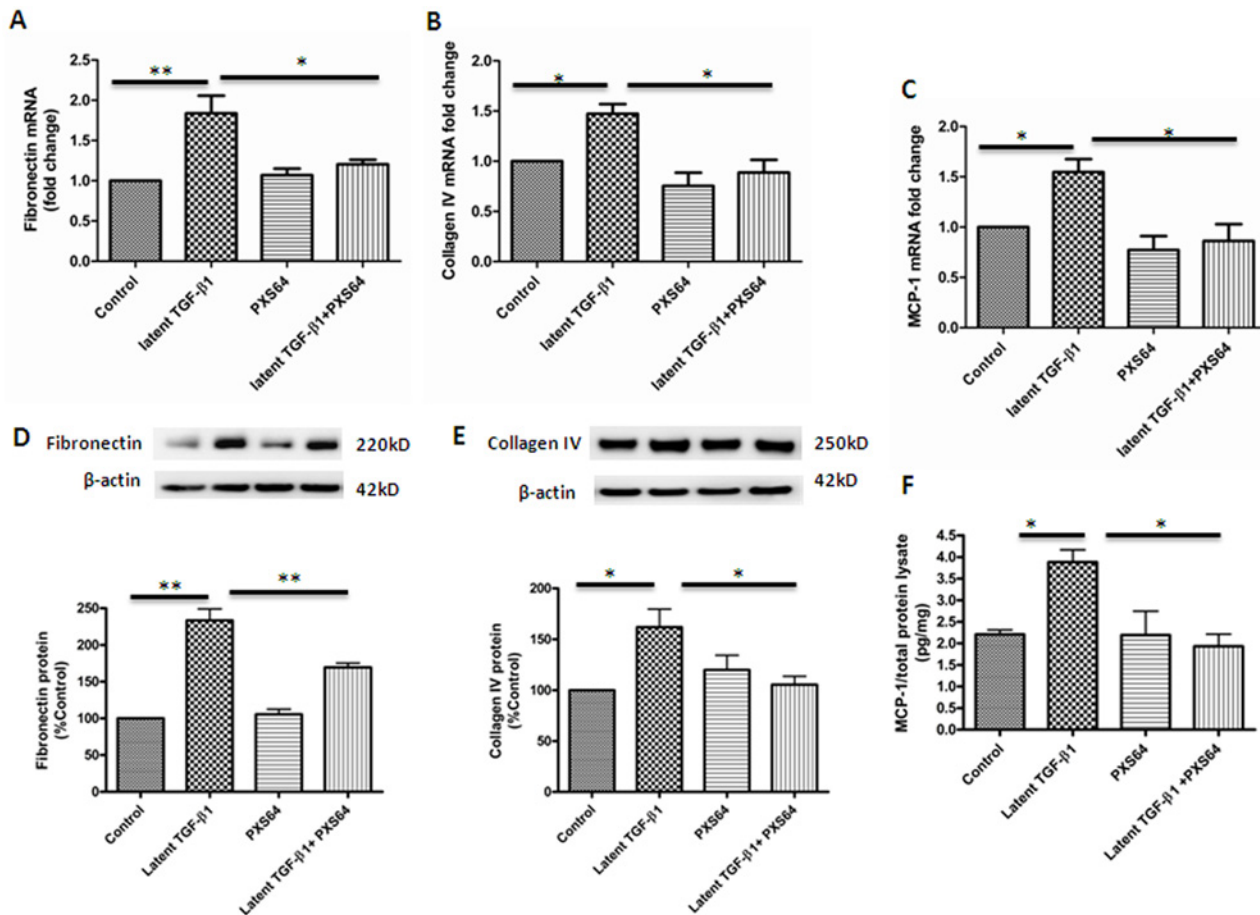 A
Fibronectin mRNA
(fold change)
2.5
2.0
1.5
1.0
0.5
0.0
**
*
Control
latent TGF-β1
PXS64
latent TGF-β1+PXS64
B
Collagen IV mRNA fold change
2.0
1.5
1.0
0.5
0.0
*
*
Control
latent TGF-β1
PXS64
latent TGF-β1+PXS64
C
MCP-1 mRNA fold change
2.0
1.5
1.0
0.5
0.0
*
*
Control
latent TGF-β1
PXS64
latent TGF-β1+PXS64
D
Fibronectin 220kD
β-actin 42kD
Fibronectin protein
(%Control)
250
200
150
100
50
0
**
**
Control
Latent TGF-β1
PXS64
Latent TGF-β1+ PXS64
E
Collagen IV 250kD
β-actin 42kD
Collagen IV protein
(%Control)
200
150
100
50
0
*
*
Control
Latent TGF-β1
PXS64
Latent TGF-β1+ PXS64
F
MCP-1/total protein lysate
(pg/mg)
4.5
4.5
3.5
3.0
2.5
2.2
1.5
1.0
0.5
0.0
*
*
Control
Latent TGF-β1
PXS64
Latent TGF-β1 +PXS64